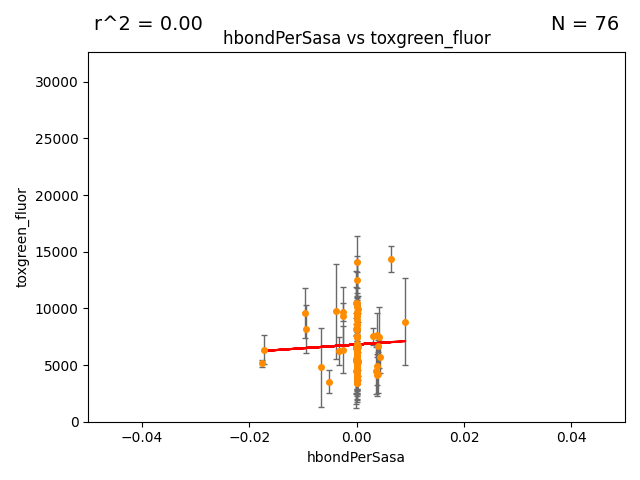 r^2 = 0.00
N = 76
hbondPerSasa vs toxgreen_fluor
30000
25000
20000
15000
10000
5000
0
toxgreen_fluor
−0.04
−0.02
0.00
0.02
0.04
hbondPerSasa